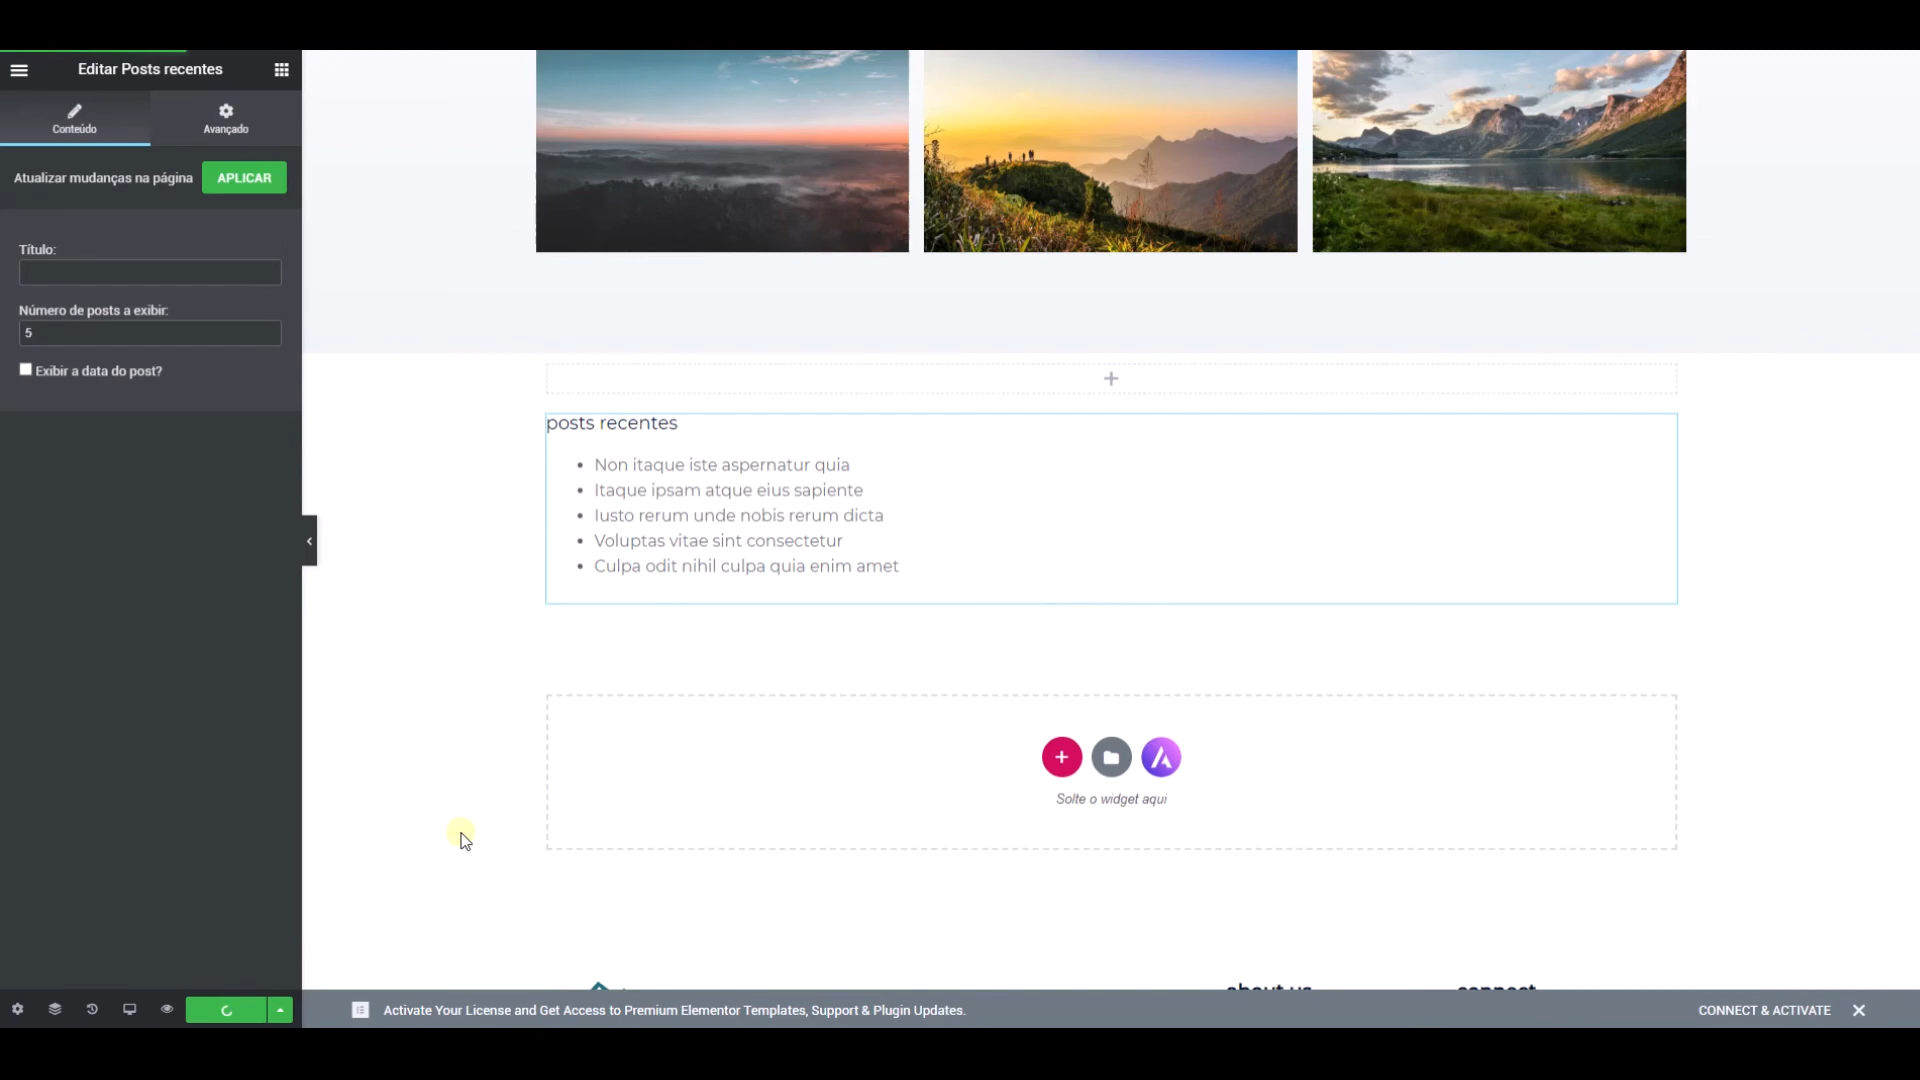 Editar Posts recentes
Conteúdo
Avançado
Atualizar mudanças na página
APLICAR
Título:
Número de posts a exibir:
5
Exibir a data do post?
posts recentes
Non itaque iste aspernatur quia
Itaque ipsam atque eius sapiente
Iusto rerum unde nobis rerum dicta
Voluptas vitae sint consectetur
Culpa odit nihil culpa quia enim amet
Solte o widget aqui
about us
connect
Activate Your License and Get Access to Premium Elementor Templates, Support & Plugin Updates.
CONNECT & ACTIVATE